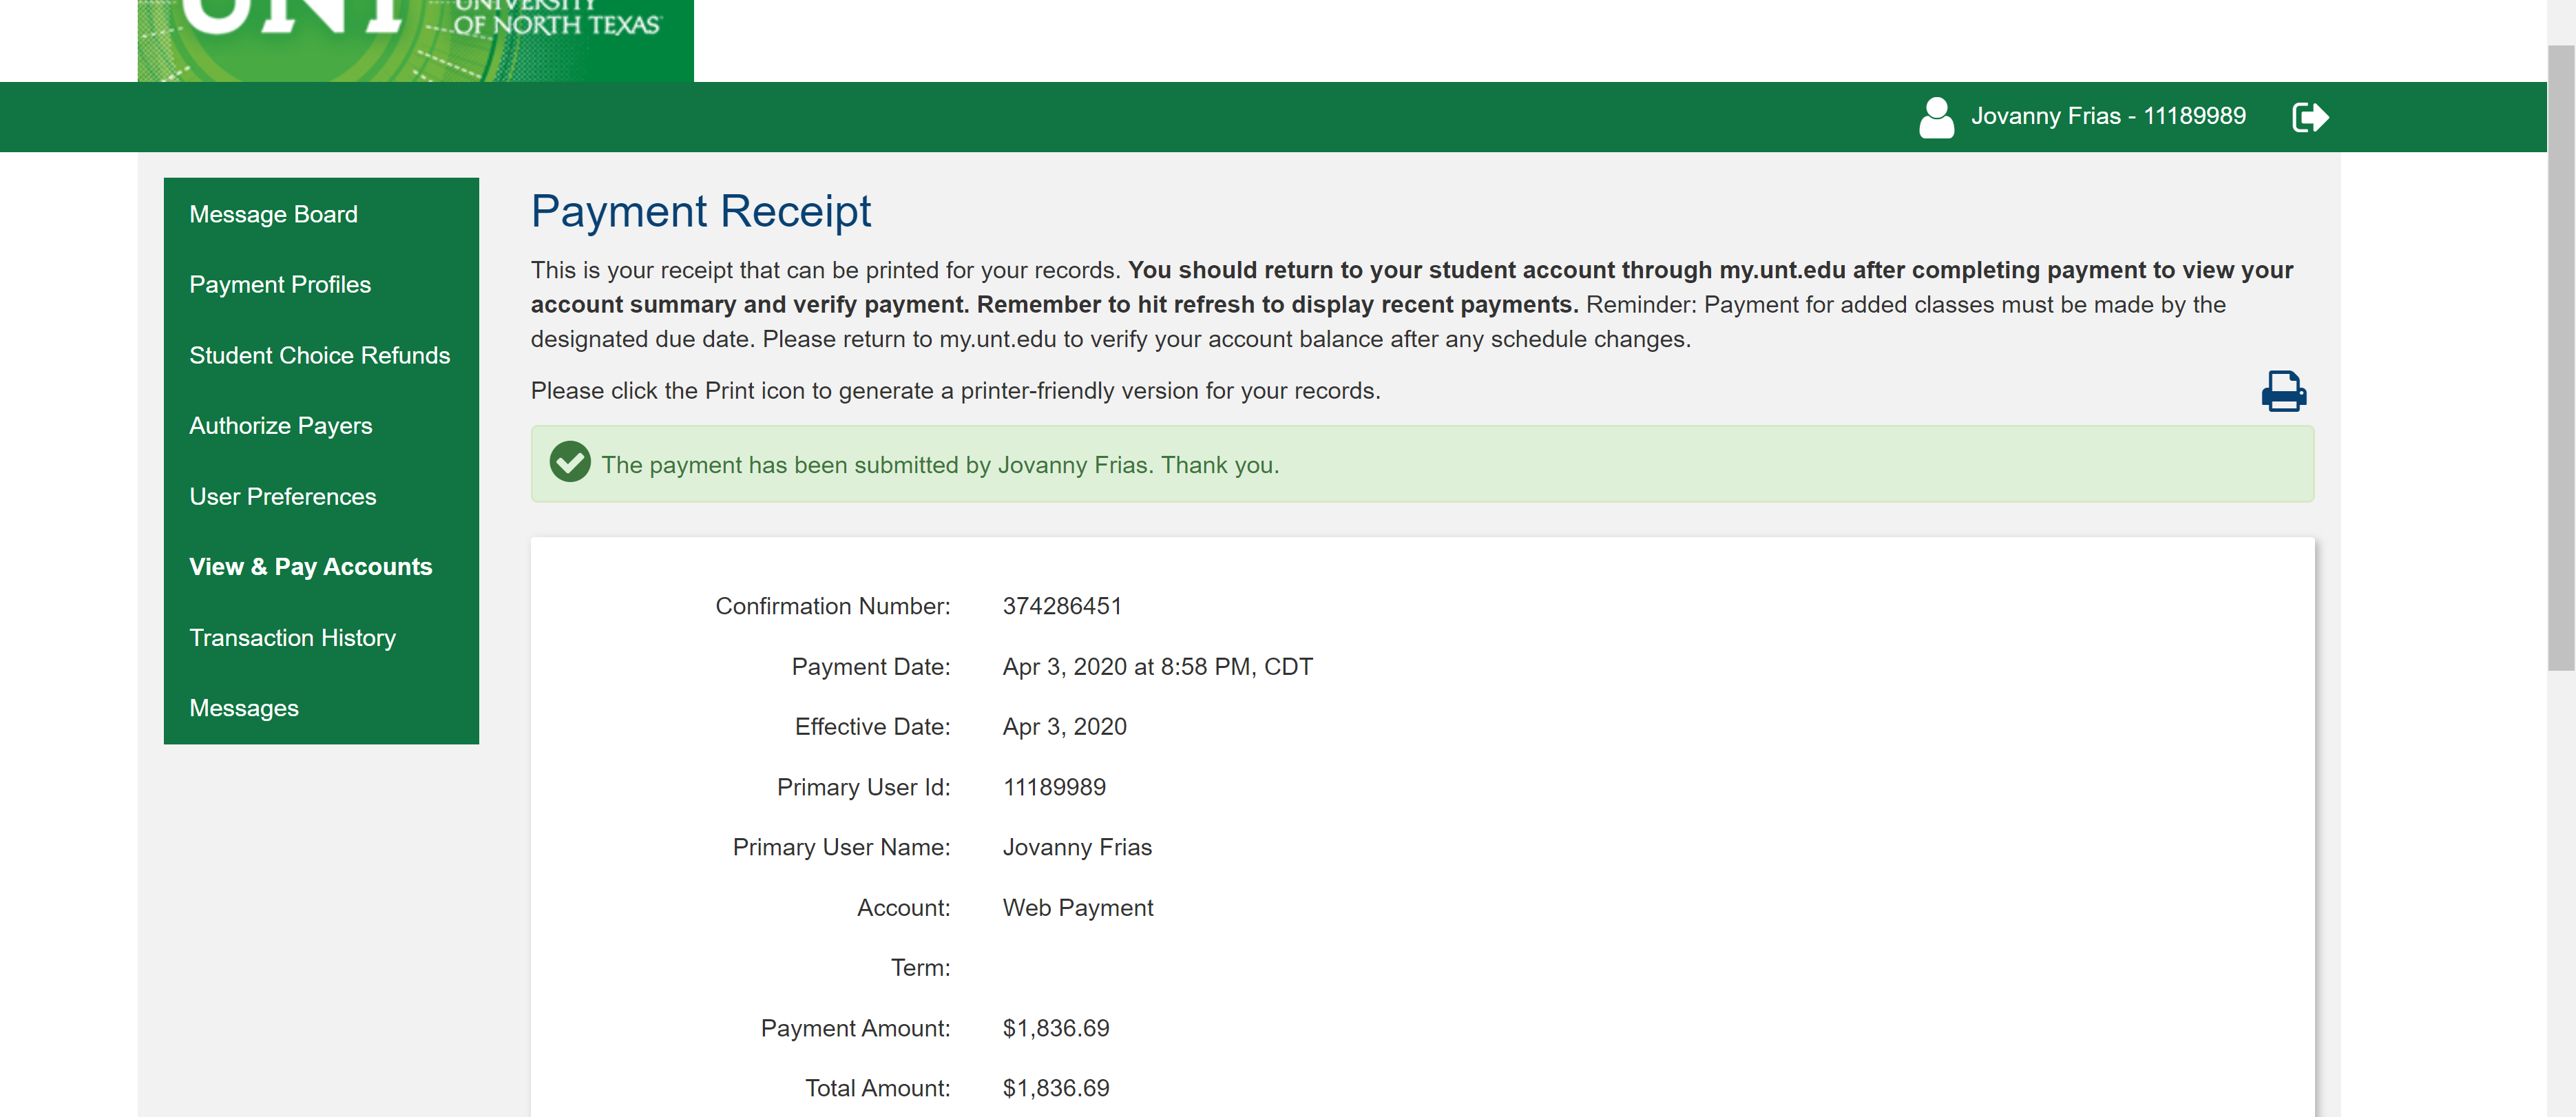 UNIVERSITY
OF NORTH TEXAS
Jovanny Frias - 11189989
Message Board
Payment Profiles
Student Choice Refunds
Authorize Payers
User Preferences
View & Pay Accounts
Transaction History
Messages
Payment Receipt
This is your receipt that can be printed for your records. You should return to your student account through my.unt.edu after completing payment to view your
account summary and verify payment. Remember to hit refresh to display recent payments. Reminder: Payment for added classes must be made by the
designated due date. Please return to my.unt.edu to verify your account balance after any schedule changes.
Please click the Print icon to generate a printer-friendly version for your records.
The payment has been submitted by Jovanny Frias. Thank you.
Confirmation Number: 374286451
Payment Date: Apr 3, 2020 at 8:58 PM, CDT
Effective Date: Apr 3, 2020
Primary User Id: 11189989
Primary User Name: Jovanny Frias
Account: Web Payment
Term:
Payment Amount: $1,836.69
Total Amount: $1,836.69